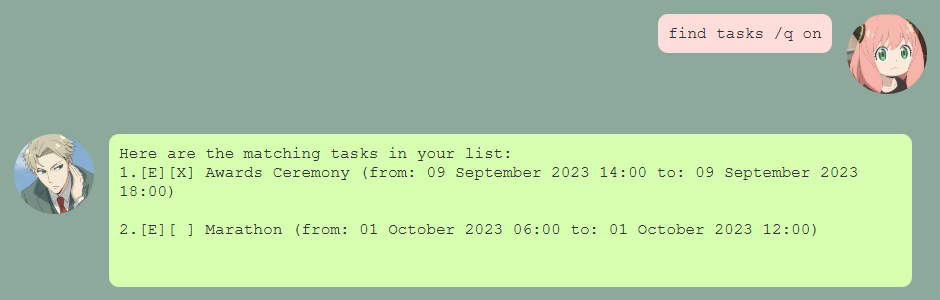 find tasks /q on
Here are the matching tasks in your list:
1.[E][X] Awards Ceremony (from: 09 September 2023 14:00 to: 09 September 2023
18:00)
2.[E][ ] Marathon (from: 01 October 2023 06:00 to: 01 October 2023 12:00)